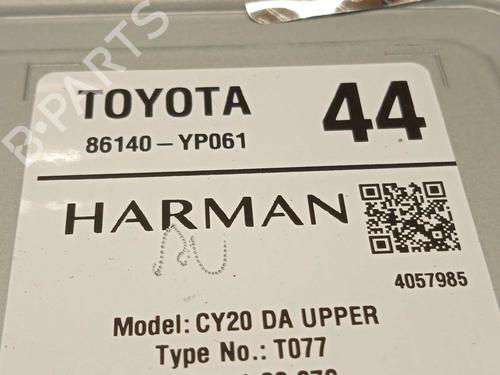 B-PARTS
TOYOTA
44
86140-YP061
HARMAN
4057985
Model: CY20 DA UPPER
Type No.: T077